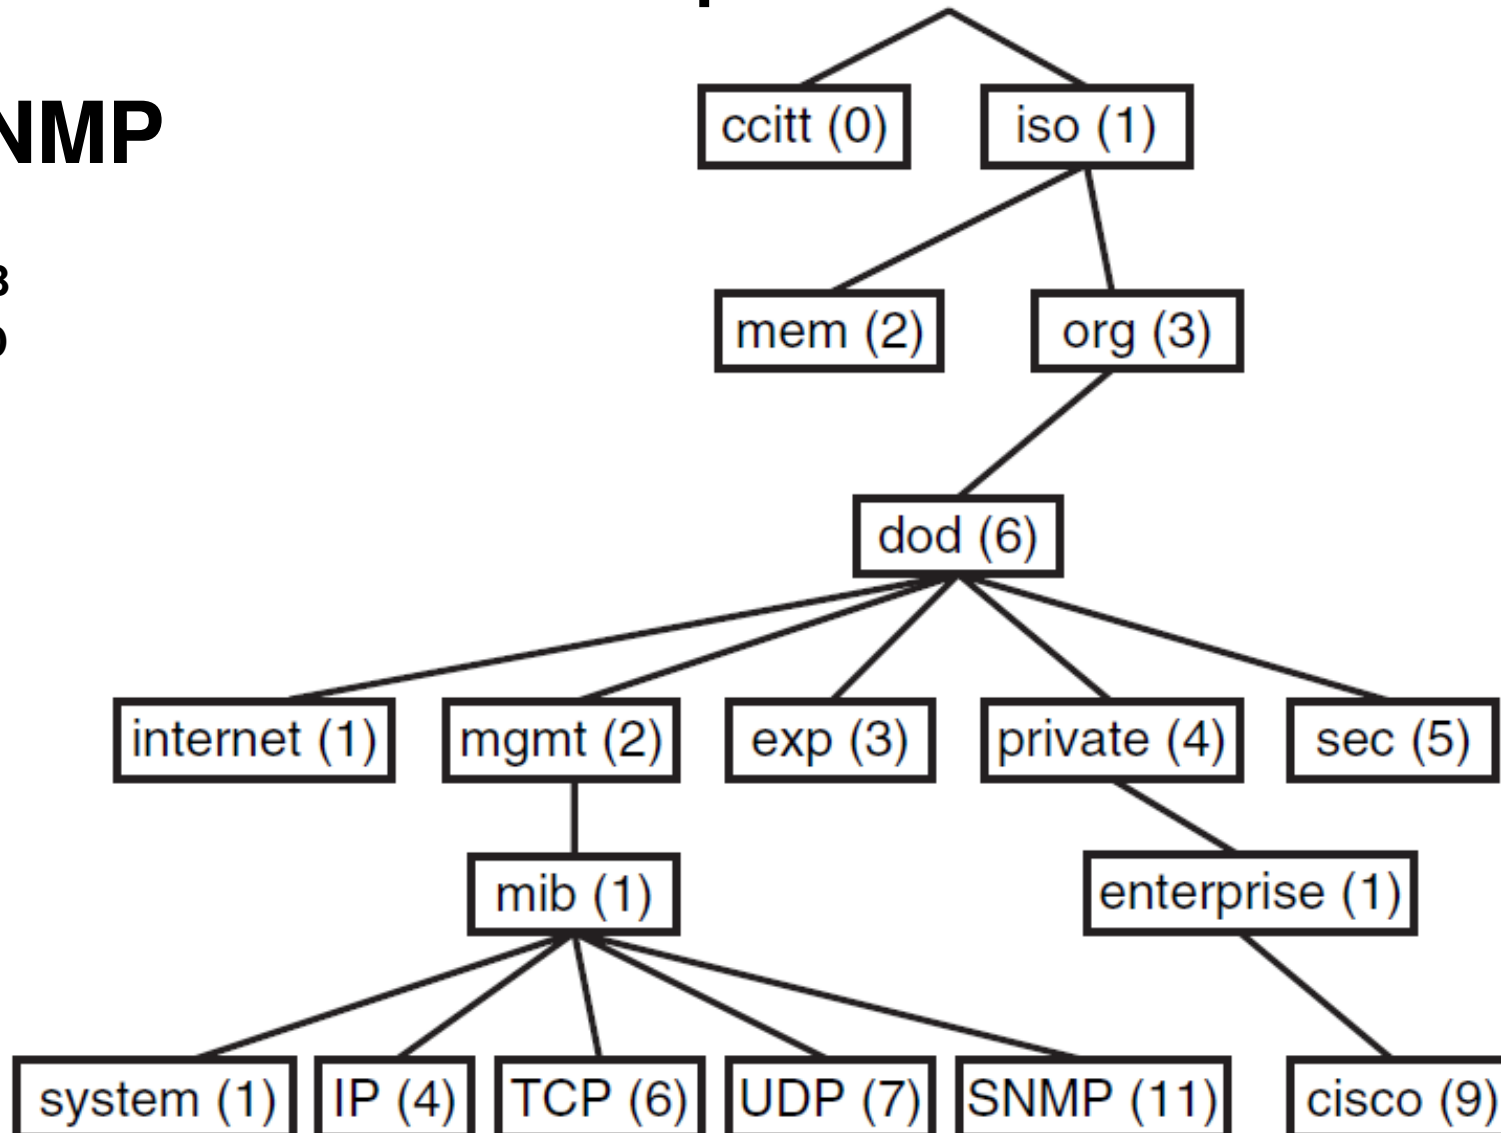 NMP
ccitt (0)
iso (1)
mem (2)
org (3)
dod (6)
internet (1)
mgmt (2)
exp (3)
private (4)
sec (5)
mib (1)
enterprise (1)
system (1)
IP (4)
TCP (6)
UDP (7)
SNMP (11)
cisco (9)